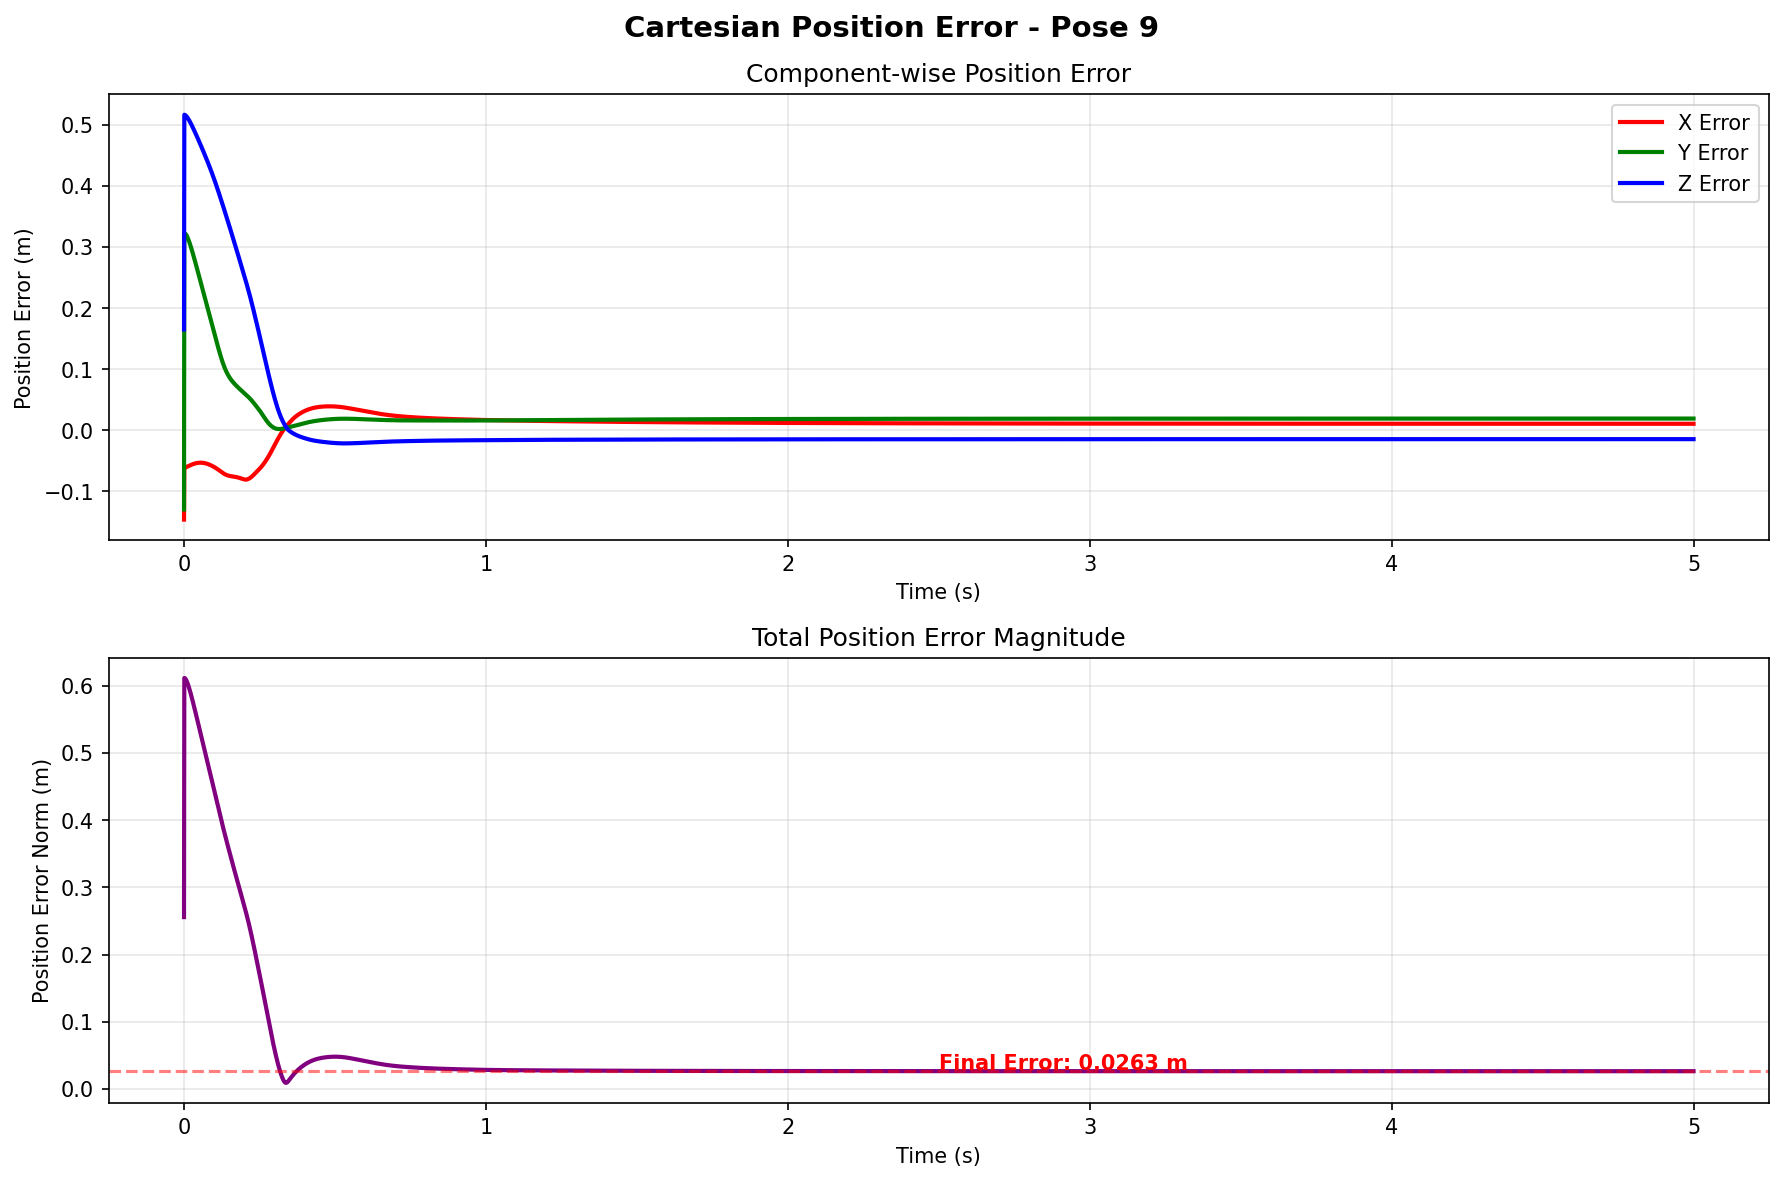 Cartesian Position Error - Pose 9
Component-wise Position Error
Position Error (m)
0.5
0.4
0.3
0.2
0.1
0.0
−0.1
X Error
Y Error
Z Error
0 1 2 3 4 5
Time (s)
Total Position Error Magnitude
Position Error Norm (m)
0.6
0.5
0.4
0.3
0.2
0.1
0.0
Final Error: 0.0263 m
0 1 2 3 4 5
Time (s)